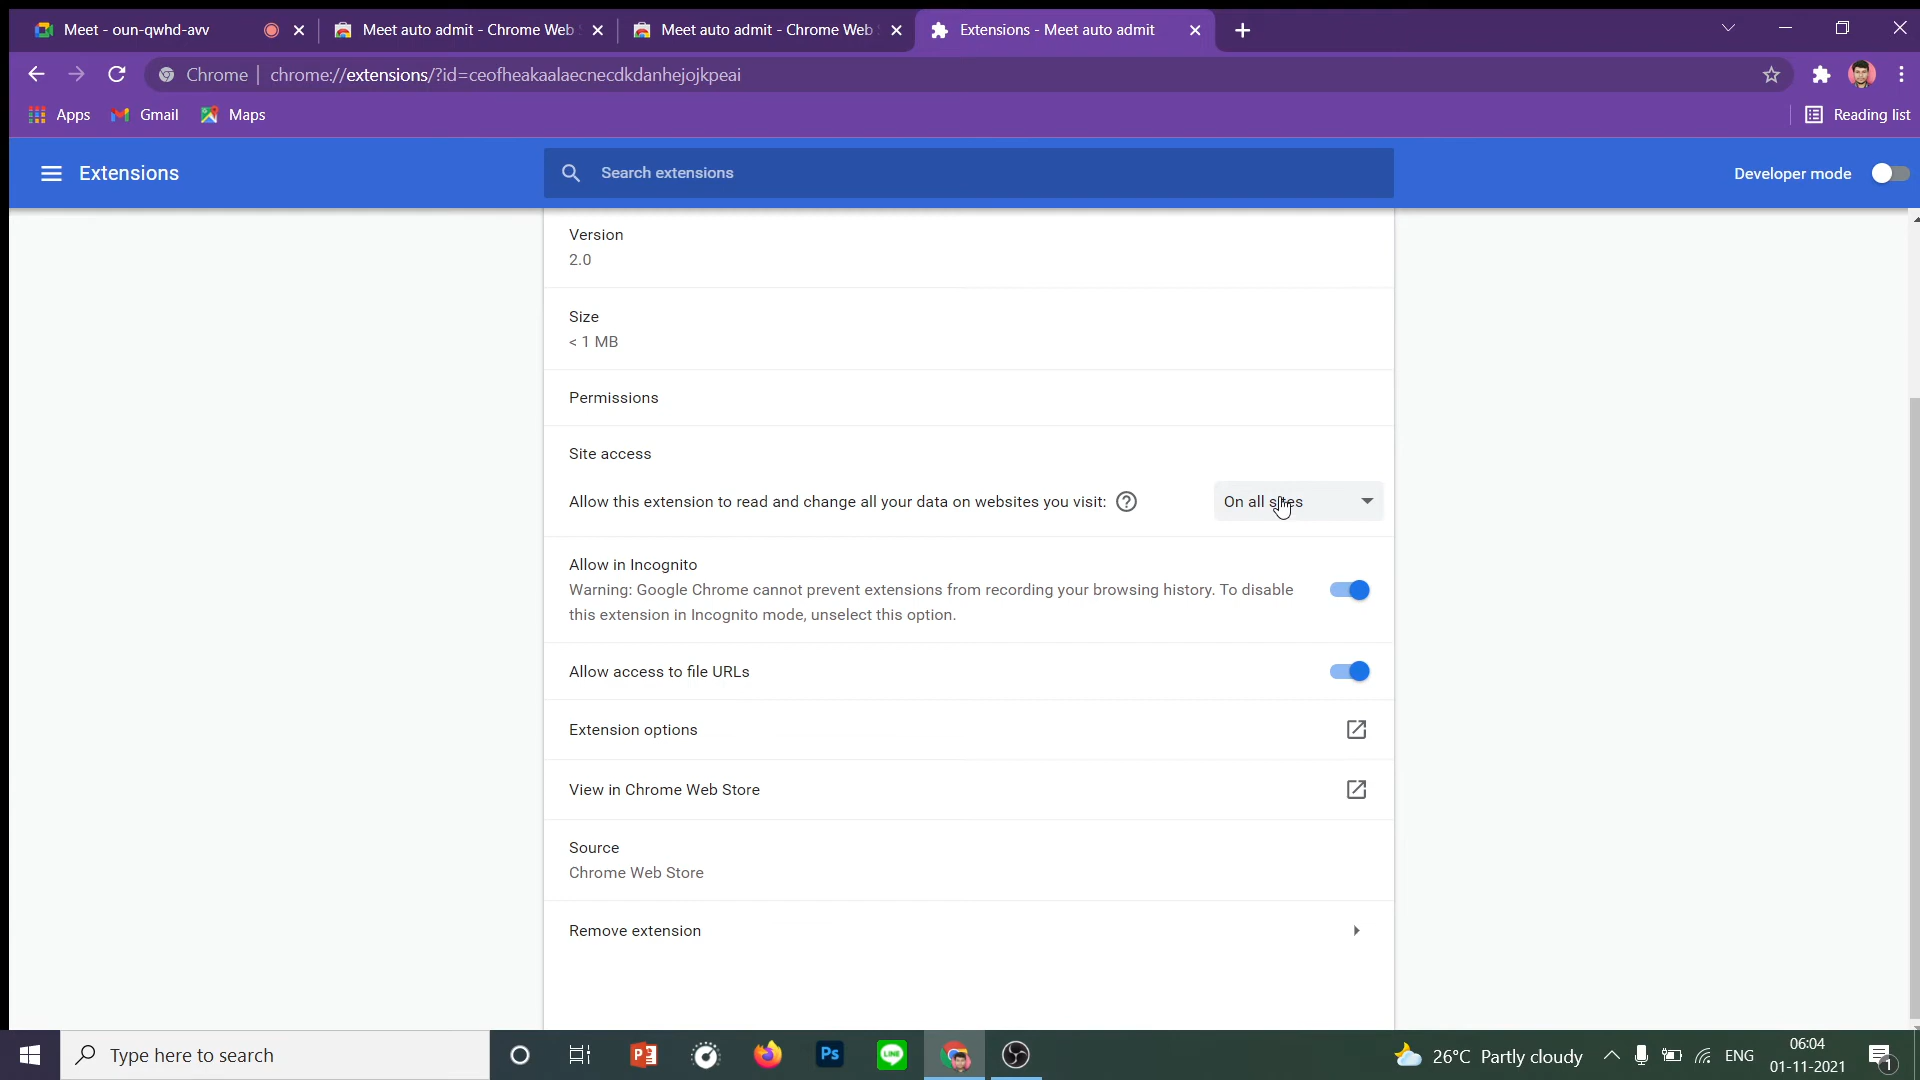 Meet - oun-qwhd-avv
Meet auto admit - Chrome Web S
Meet auto admit - Chrome Web S
Extensions - Meet auto admit
Chrome | chrome://extensions/?id=ceofheakaalaecnecdkdanhejojkpeai
Apps Gmail Maps Reading list
Extensions Search extensions Developer mode
Version
2.0
Size
< 1 MB
Permissions
Site access
Allow this extension to read and change all your data on websites you visit: ? On all sites
Allow in Incognito
Warning: Google Chrome cannot prevent extensions from recording your browsing history. To disable
this extension in Incognito mode, unselect this option.
Allow access to file URLs
Extension options
View in Chrome Web Store
Source
Chrome Web Store
Remove extension
Type here to search
Ps
LINE
26°C Partly cloudy
ENG
06:04
01-11-2021
1